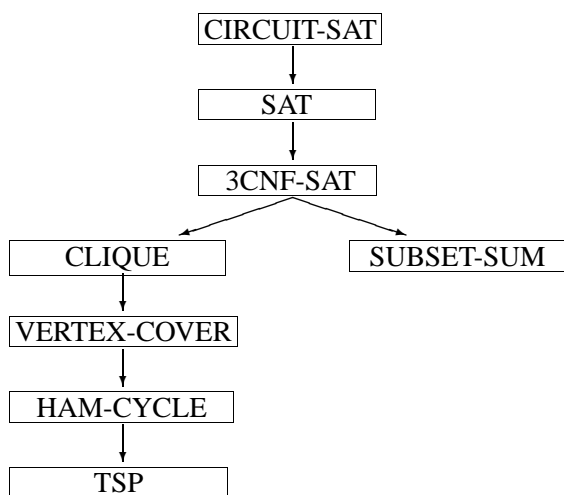 CIRCUIT-SAT
SAT
3CNF-SAT
CLIQUE
SUBSET-SUM
VERTEX-COVER
HAM-CYCLE
TSP